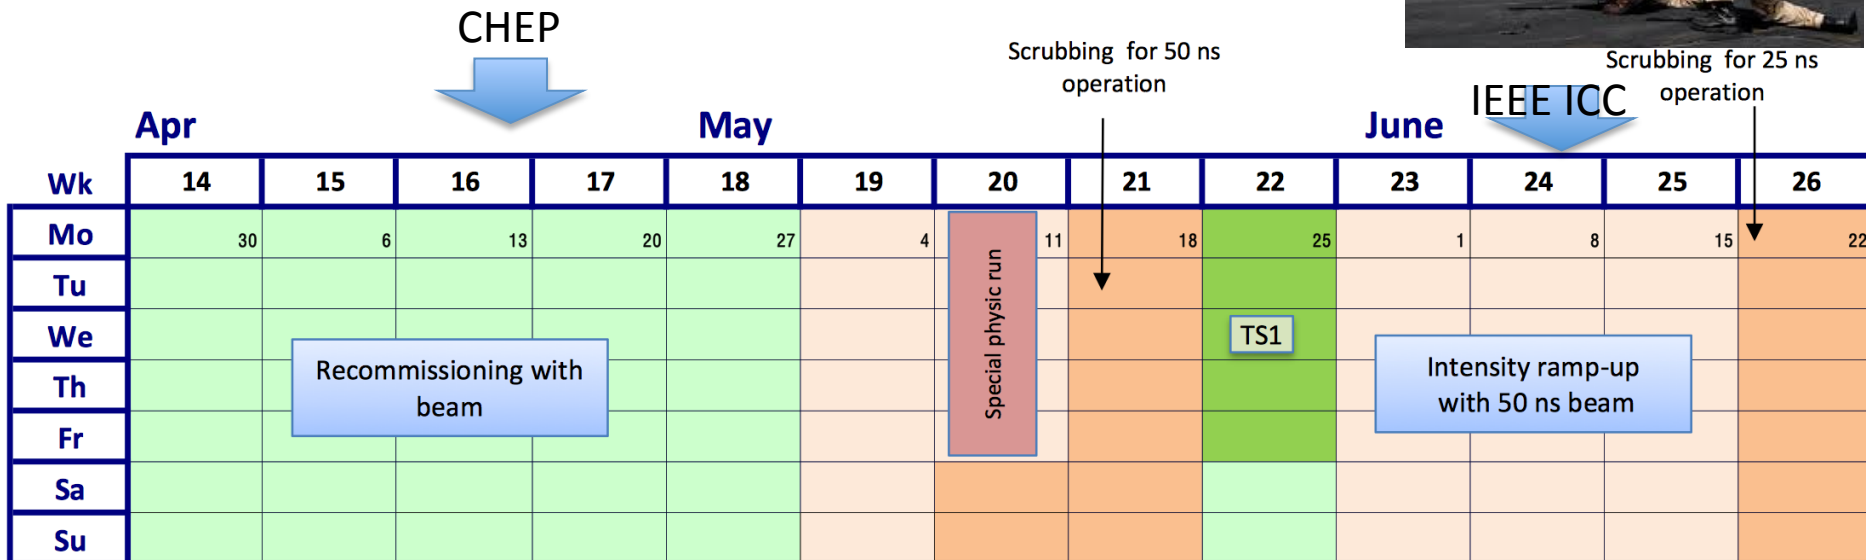 CHEP
Scrubbing for 50 ns
operation
Scrubbing for 25 ns
operation
IEEE ICC
Apr May June
Wk 14 15 16 17 18 19 20 21 22 23 24 25 26
Mo 30 6 13 20 27 4 11 18 25 1 8 15 22
Tu
We
Th
Fr
Sa
Su
Recommissioning with
beam
Special physic run
TS1
Intensity ramp-up
with 50 ns beam